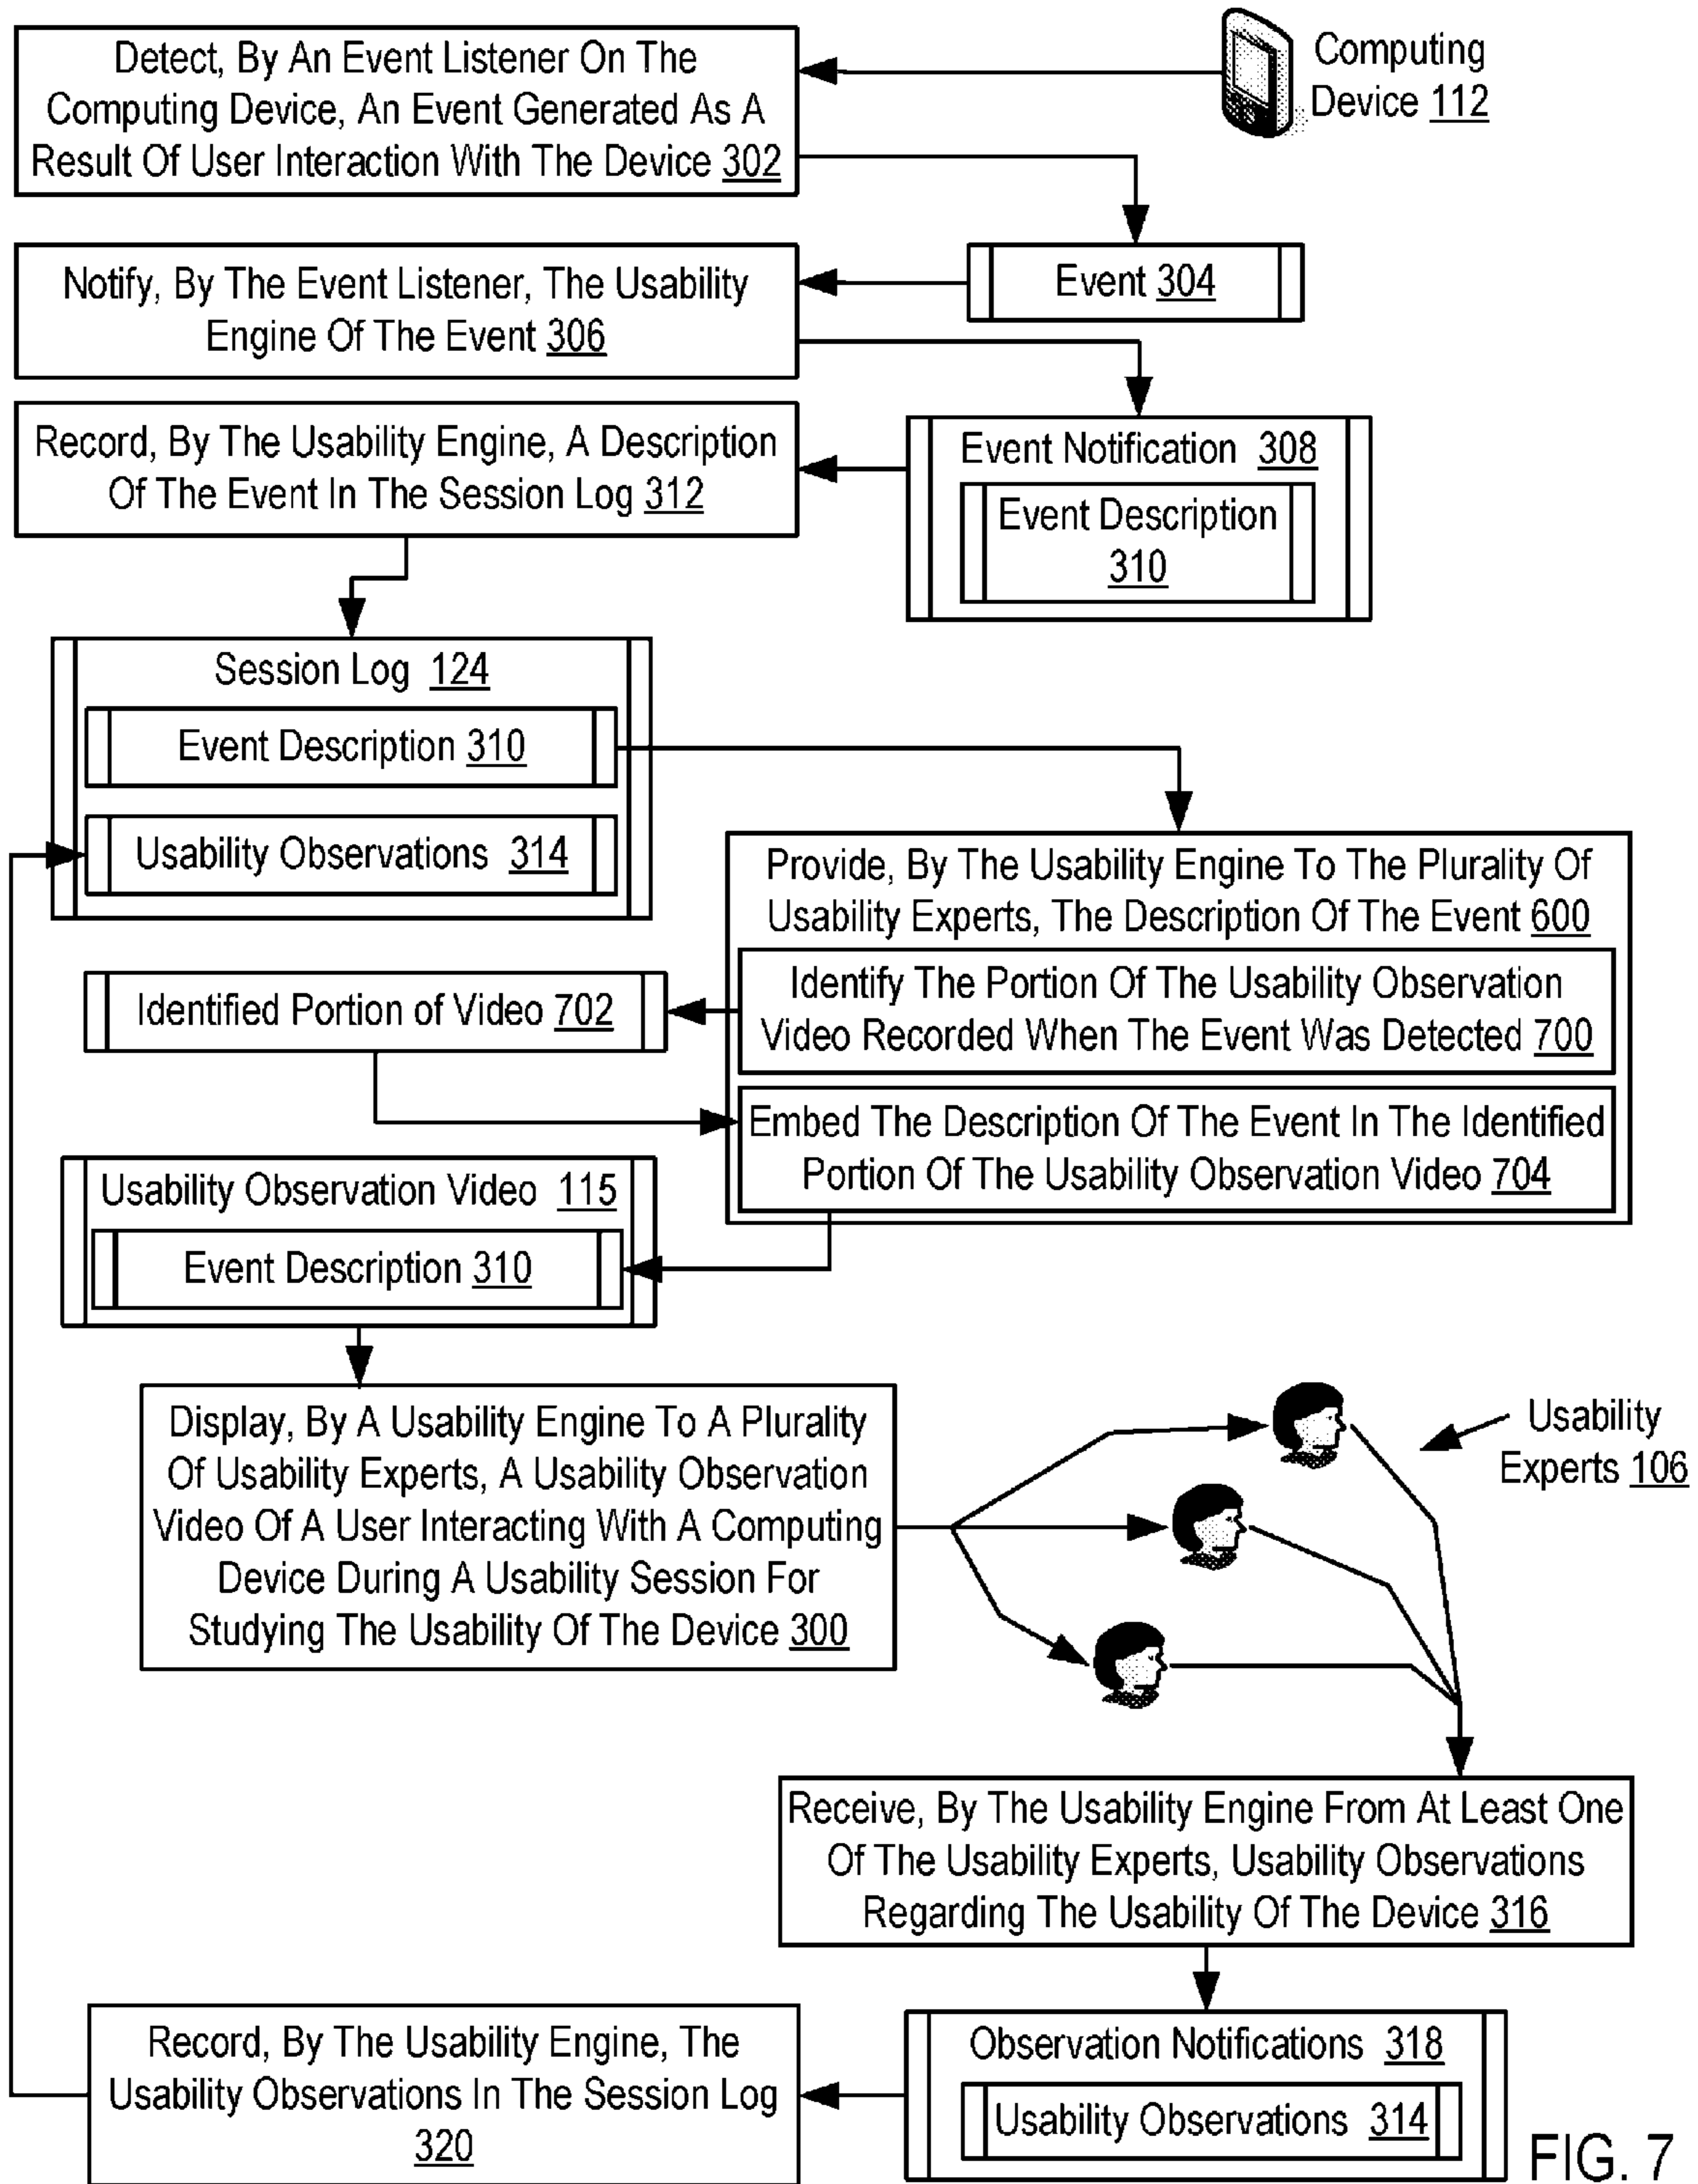 Detect, By An Event Listener On The
Computing Device, An Event Generated As A
Result Of User Interaction With The Device 302
Computing
Device 112
Event 304
Notify, By The Event Listener, The Usability
Engine Of The Event 306
Record, By The Usability Engine, A Description
Of The Event In The Session Log 312
Event Notification 308
Event Description
310
Session Log 124
Event Description 310
Usability Observations 314
Provide, By The Usability Engine To The Plurality Of
Usability Experts, The Description Of The Event 600
Identify The Portion Of The Usability Observation
Video Recorded When The Event Was Detected 700
Identified Portion of Video 702
Embed The Description Of The Event In The Identified
Portion Of The Usability Observation Video 704
Usability Observation Video 115
Event Description 310
Display, By A Usability Engine To A Plurality
Of Usability Experts, A Usability Observation
Video Of A User Interacting With A Computing
Device During A Usability Session For
Studying The Usability Of The Device 300
Usability
Experts 106
Receive, By The Usability Engine From At Least One
Of The Usability Experts, Usability Observations
Regarding The Usability Of The Device 316
Observation Notifications 318
Usability Observations 314
Record, By The Usability Engine, The
Usability Observations In The Session Log
320
FIG. 7